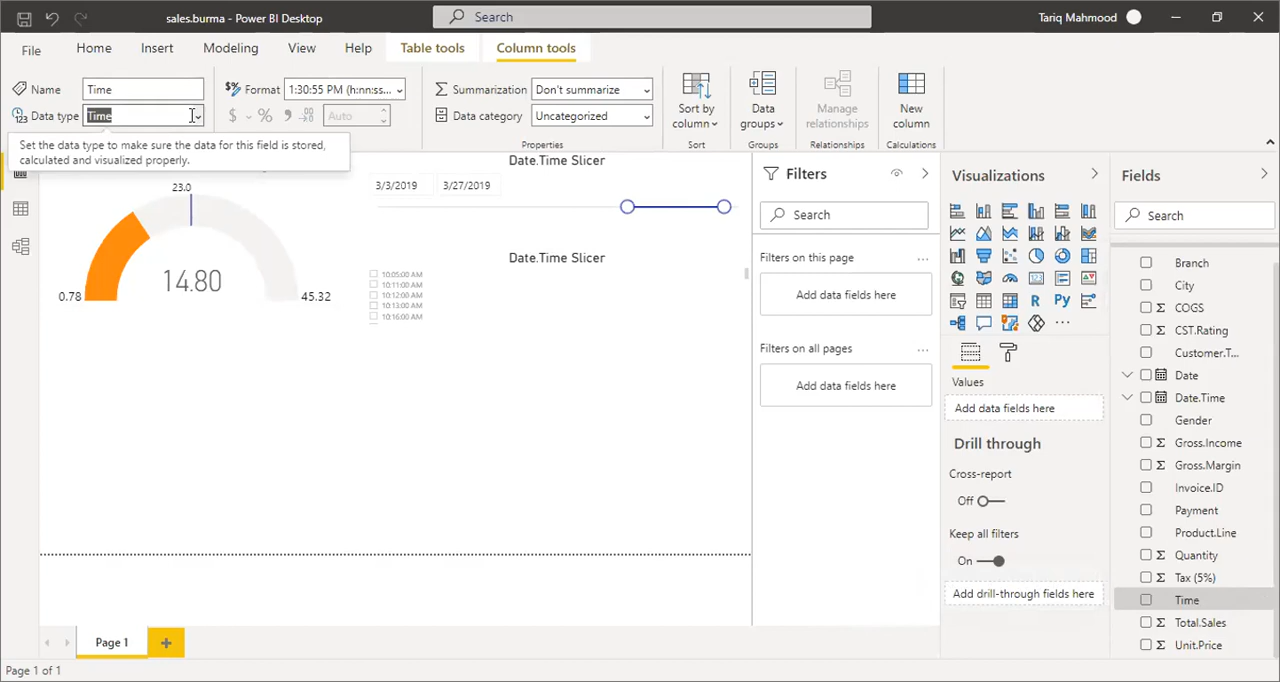 sales.burma - Power BI Desktop
Search
Tariq Mahmood
File
Home
Insert
Modeling
View
Help
Table tools
Column tools
Name
Time
Format
1:30:55 PM (h:nn:ss...
Summarization
Don't summarize
Sort by
column
Data
groups
Manage
relationships
New
column
Data type
Time
$
%
Auto
Data category
Uncategorized
Properties
Sort
Groups
Relationships
Calculations
Set the data type to make sure the data for this field is stored,
calculated and visualized properly.
23.0
14.80
0.78
45.32
Date.Time Slicer
3/3/2019
3/27/2019
Date.Time Slicer
10:05:00 AM
10:11:00 AM
10:12:00 AM
10:13:00 AM
10:16:00 AM
Filters
Search
Filters on this page
...
Add data fields here
Filters on all pages
...
Add data fields here
Visualizations
R
Py
...
Values
Add data fields here
Drill through
Cross-report
Off
Keep all filters
On
Add drill-through fields here
Fields
Search
Branch
City
Σ COGS
Σ CST.Rating
Customer.T...
Date
Date.Time
Gender
Σ Gross.Income
Σ Gross.Margin
Invoice.ID
Payment
Product.Line
Σ Quantity
Σ Tax (5%)
Time
Σ Total.Sales
Σ Unit.Price
Page 1
+
Page 1 of 1